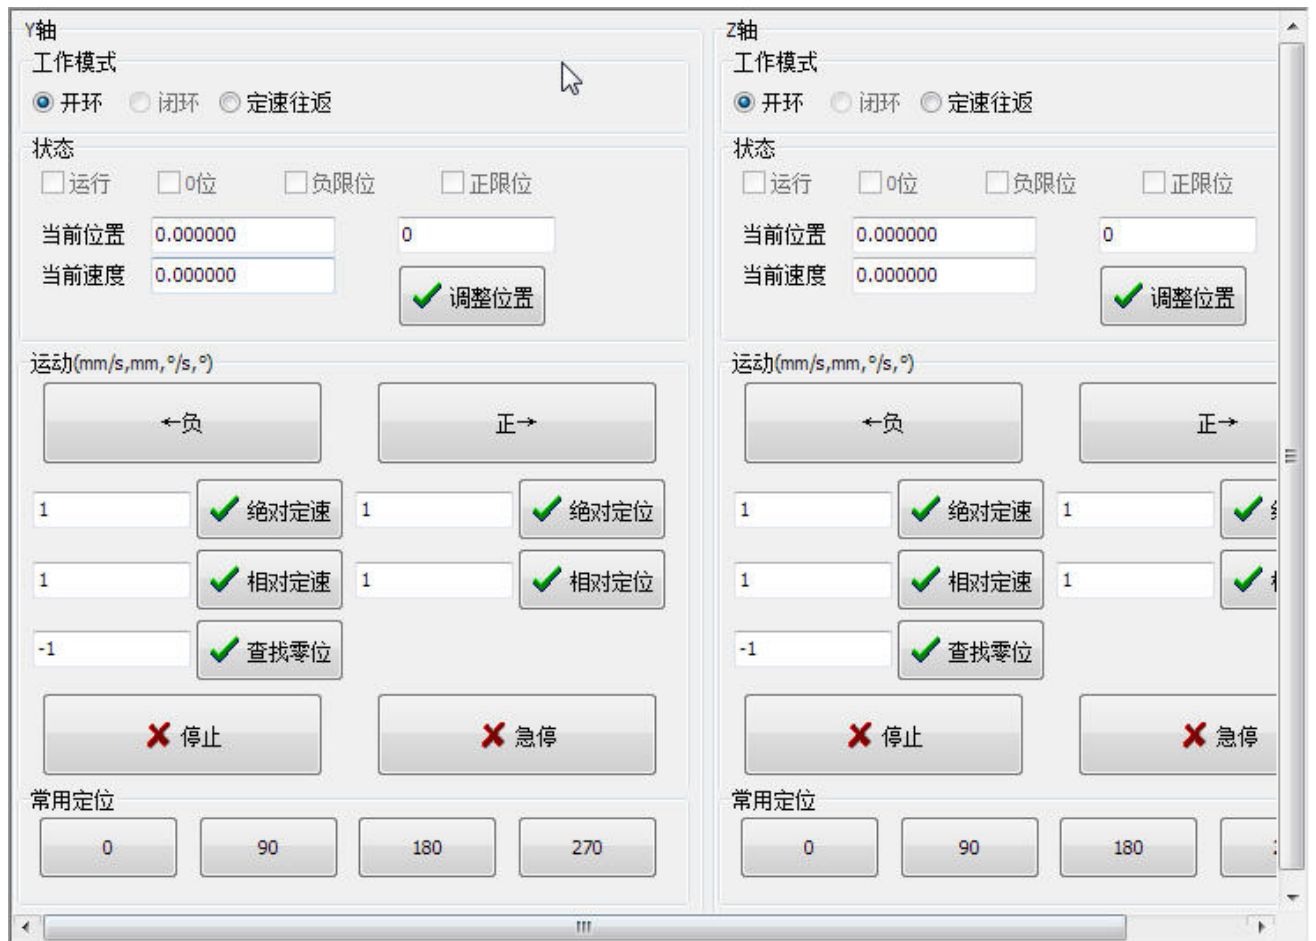 Y轴
工作模式
开环 闭环 定速往返
状态
运行 0位 负限位 正限位
当前位置 0.000000 0
当前速度 0.000000
调整位置
运动(mm/s,mm,°/s,°)
←负 正→
1 绝对定速 1 绝对定位
1 相对定速 1 相对定位
-1 查找零位
停止 急停
常用定位
0 90 180 270
Z轴
工作模式
开环 闭环 定速往返
状态
运行 0位 负限位 正限位
当前位置 0.000000 0
当前速度 0.000000
调整位置
运动(mm/s,mm,°/s,°)
←负 正→
1 绝对定速 1
1 相对定速 1
-1 查找零位
停止 急停
常用定位
0 90 180